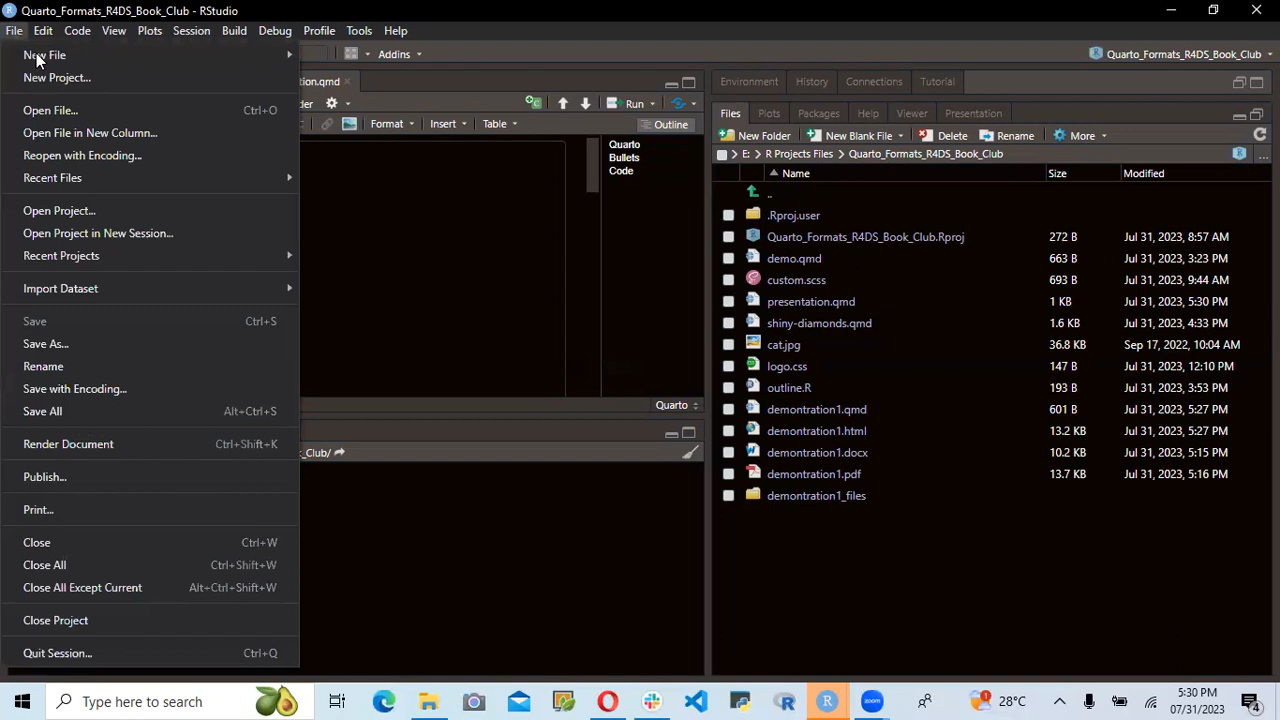 Quarto_Formats_R4DS_Book_Club - RStudio
File Edit Code View Plots Session Build Debug Profile Tools Help
Addins
Quarto_Formats_R4DS_Book_Club
New File
New Project...
Open File... Ctrl+O
Open File in New Column...
Reopen with Encoding...
Recent Files
Open Project...
Open Project in New Session...
Recent Projects
Import Dataset
Save Ctrl+S
Save As...
Rename
Save with Encoding...
Save All Alt+Ctrl+S
Render Document Ctrl+Shift+K
Publish...
Print...
Close Ctrl+W
Close All Ctrl+Shift+W
Close All Except Current Alt+Ctrl+Shift+W
Close Project
Quit Session... Ctrl+Q
tion.qmd
der Run
Format Insert Table Outline
Quarto
Bullets
Code
Quarto
k_Club/
Environment History Connections Tutorial
Files Plots Packages Help Viewer Presentation
New Folder New Blank File Delete Rename More
E: R Projects Files Quarto_Formats_R4DS_Book_Club ...
Name Size Modified
..
.Rproj.user
Quarto_Formats_R4DS_Book_Club.Rproj 272 B Jul 31, 2023, 8:57 AM
demo.qmd 663 B Jul 31, 2023, 3:23 PM
custom.scss 693 B Jul 31, 2023, 9:44 AM
presentation.qmd 1 KB Jul 31, 2023, 5:30 PM
shiny-diamonds.qmd 1.6 KB Jul 31, 2023, 4:33 PM
cat.jpg 36.8 KB Sep 17, 2022, 10:04 AM
logo.css 147 B Jul 31, 2023, 12:10 PM
outline.R 193 B Jul 31, 2023, 3:53 PM
demontration1.qmd 601 B Jul 31, 2023, 5:27 PM
demontration1.html 13.2 KB Jul 31, 2023, 5:27 PM
demontration1.docx 10.2 KB Jul 31, 2023, 5:15 PM
demontration1.pdf 13.7 KB Jul 31, 2023, 5:16 PM
demontration1_files
Type here to search
zoom
1
28°C
5:30 PM
07/31/2023
4